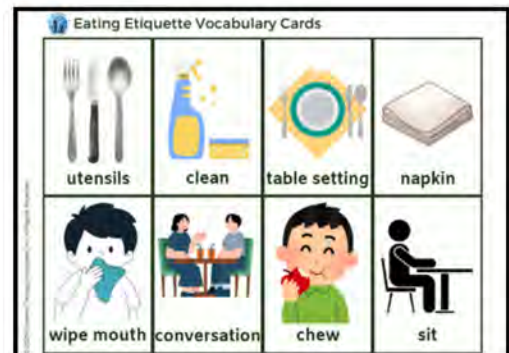 Eating Etiquette Vocabulary Cards
utensils
clean
table setting
napkin
wipe mouth
conversation
chew
sit